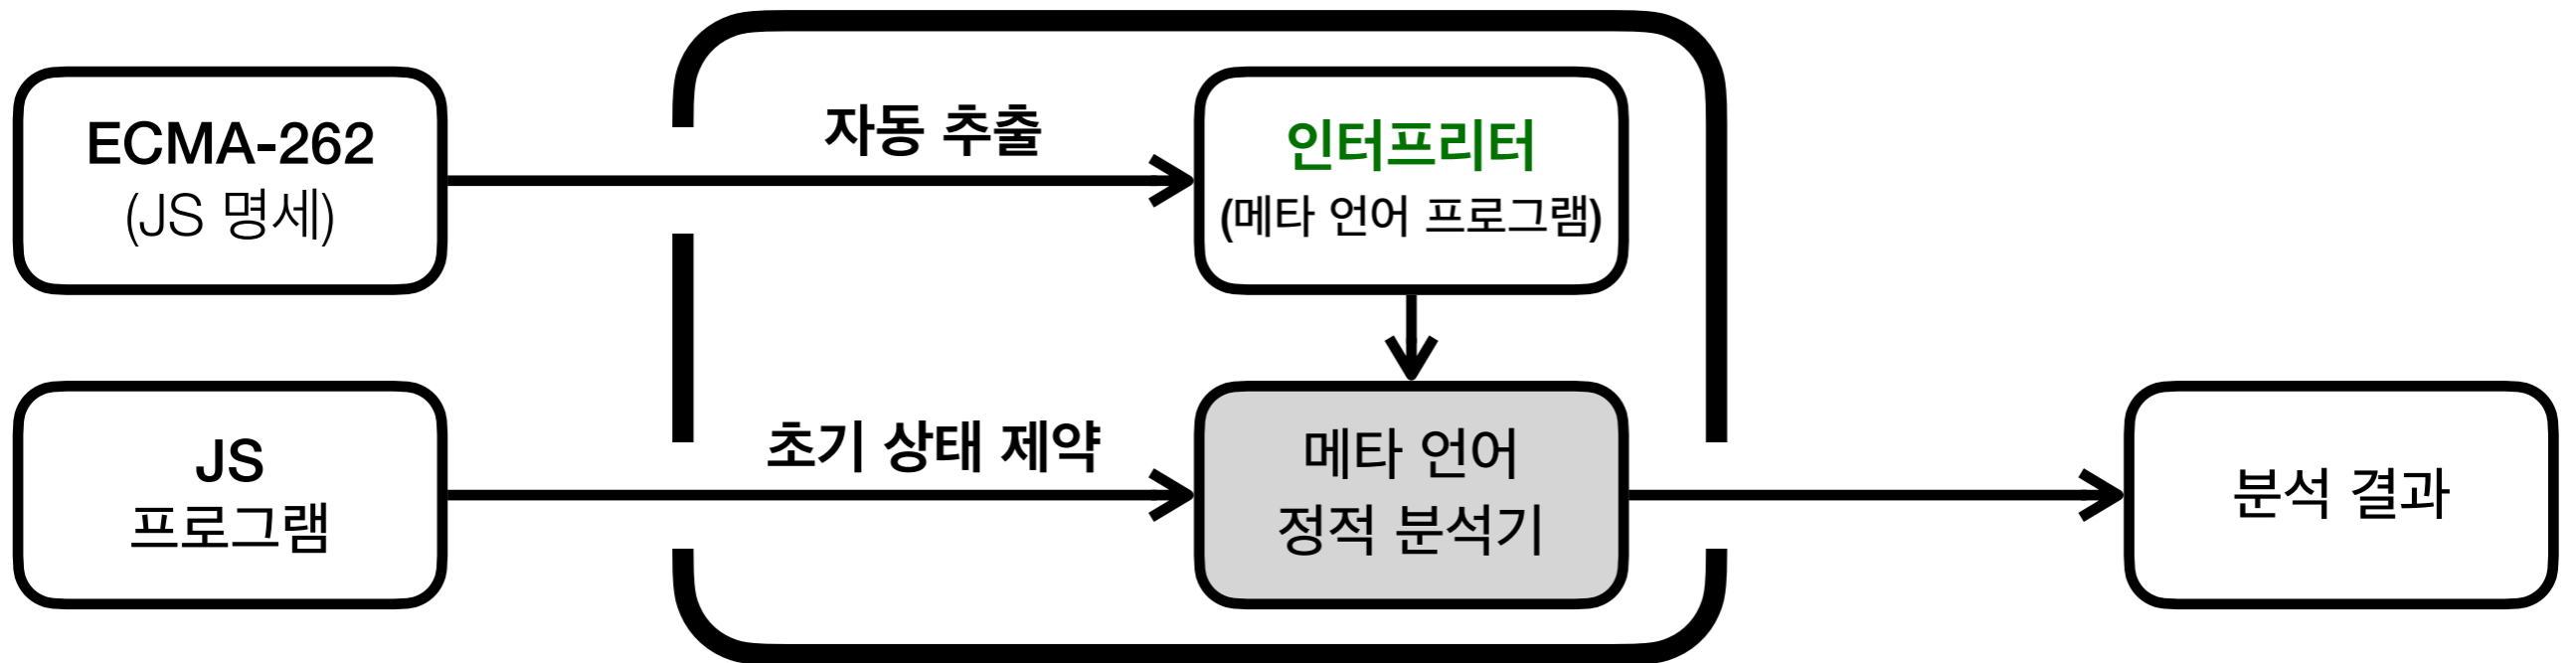 ECMA-262
(JS 명세)
자동 추출
인터프리터
(메타 언어 프로그램)
JS
프로그램
초기 상태 제약
메타 언어
정적 분석기
분석 결과